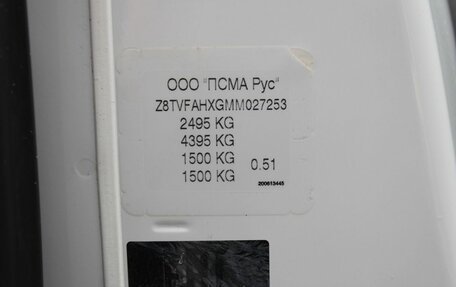 ООО "ПСМА Рус"
Z8TVFAHXGMM027253
2495 KG
4395 KG
1500 KG 0.51
1500 KG
200613445